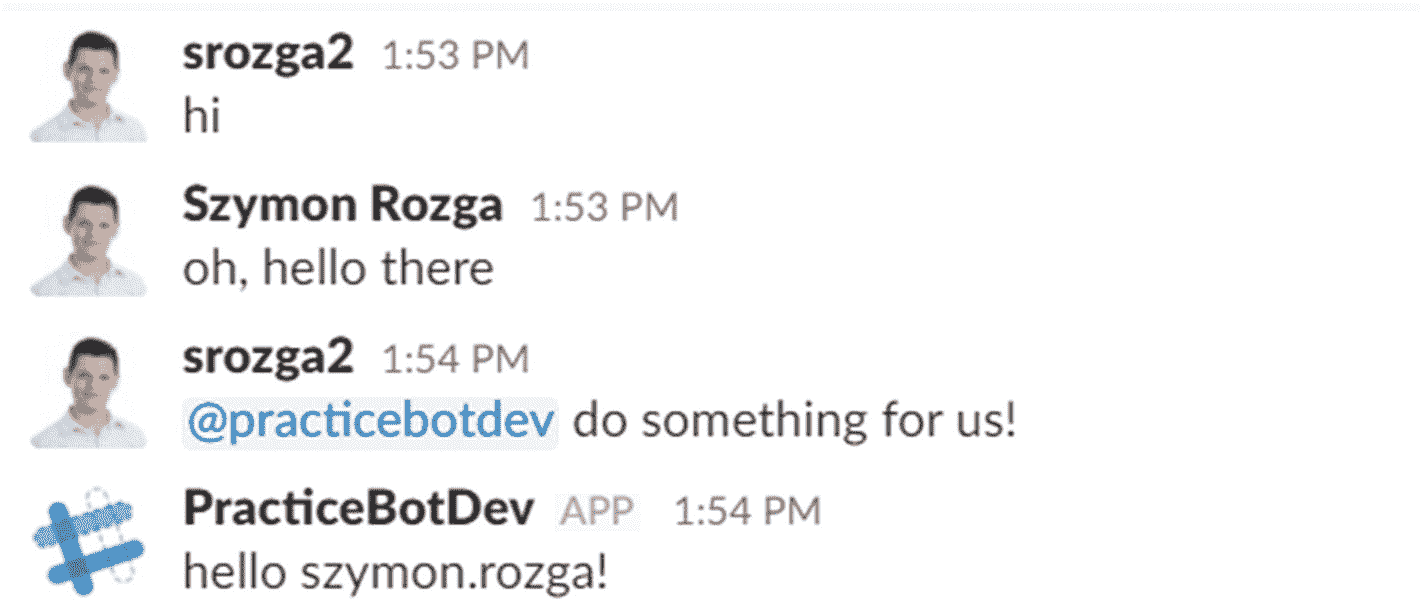 srozga2 1:53 PM
hi
Szymon Rozga 1:53 PM
oh, hello there
srozga2 1:54 PM
@practicebotdev do something for us!
PracticeBotDev APP 1:54 PM
hello szymon.rozga!